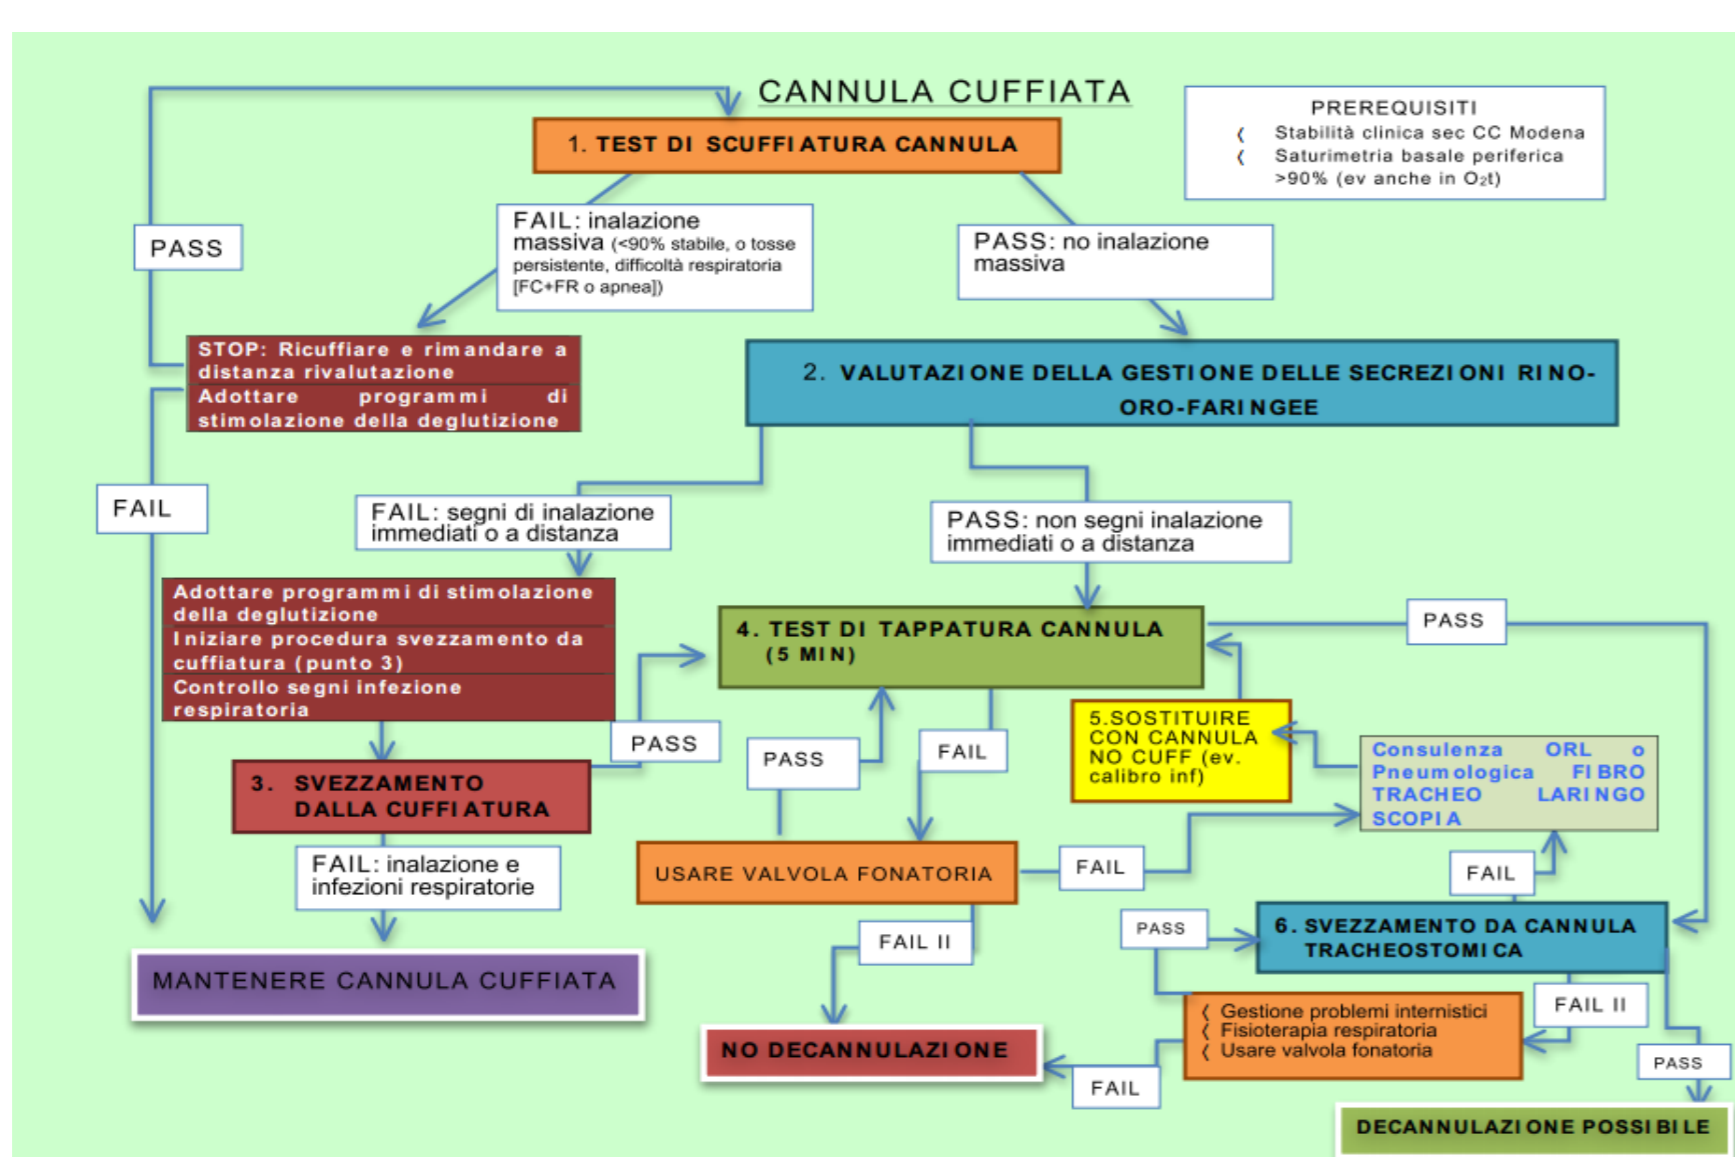 CANNULA CUFFIATA
PREREQUISITI
Stabilità clinica sec CC Modena
Saturimetria basale periferica
>90% (ev anche in O₂t)
1. TEST DI SCUFFIATURA CANNULA
PASS
FAIL: inalazione
massiva (<90% stabile, o tosse
persistente, difficoltà respiratoria
[FC+FR o apnea])
PASS: no inalazione
massiva
STOP: Ricuffiare e rimandare a
distanza rivalutazione
Adottare programmi di
stimolazione della deglutizione
2. VALUTAZIONE DELLA GESTIONE DELLE SECREZIONI RINO-
ORO-FARINGEE
FAIL
FAIL: segni di inalazione
immediati o a distanza
PASS: non segni inalazione
immediati o a distanza
Adottare programmi di stimolazione
della deglutizione
Iniziare procedura svezzamento da
cuffiatura (punto 3)
Controllo segni infezione
respiratoria
4. TEST DI TAPPATURA CANNULA
(5 MIN)
PASS
PASS
PASS
FAIL
5.SOSTITUIRE
CON CANNULA
NO CUFF (ev.
calibro inf)
Consulenza ORL o
Pneumologica FIBRO
TRACHEO LARINGO
SCOPIA
3. SVEZZAMENTO
DALLA CUFFIATURA
FAIL: inalazione e
infezioni respiratorie
USARE VALVOLA FONATORIA
FAIL
FAIL
FAIL II
PASS
6. SVEZZAMENTO DA CANNULA
TRACHEOSTOMICA
MANTENERE CANNULA CUFFIATA
Gestione problemi internistici
Fisioterapia respiratoria
Usare valvola fonatoria
FAIL II
NO DECANNULAZIONE
FAIL
PASS
DECANNULAZIONE POSSIBILE